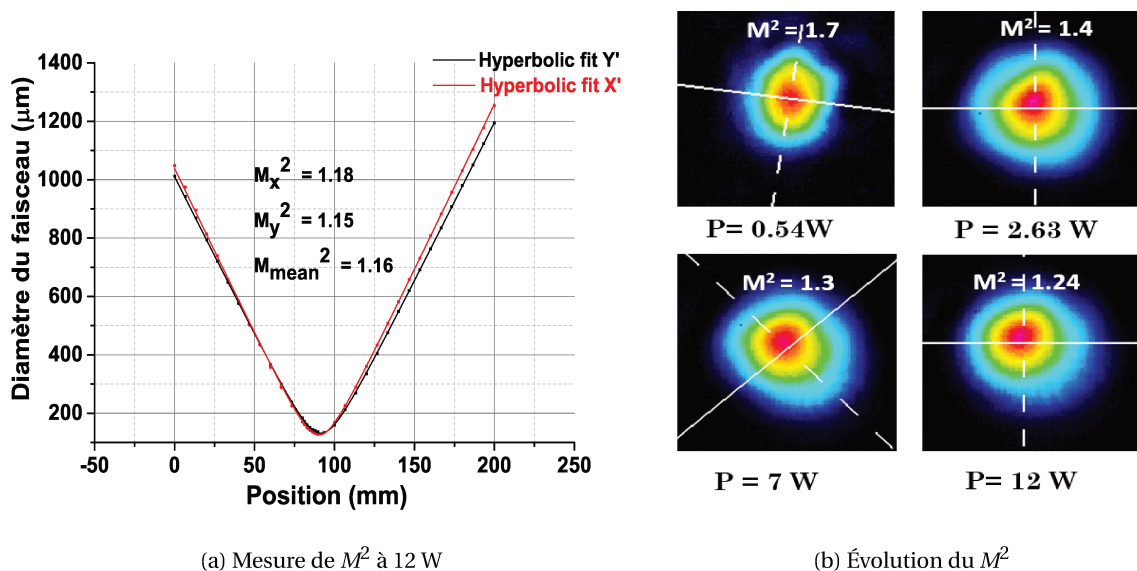 Diamètre du faisceau (μm)
1400
1200
1000
800
600
400
200
-50 0 50 100 150 200 250
Position (mm)
Hyperbolic fit Y'
Hyperbolic fit X'
Mx² = 1.18
My² = 1.15
Mmean² = 1.16
(a) Mesure de M² à 12 W
M² = 1.7
P= 0.54W
M² = 1.4
P = 2.63 W
M² = 1.3
P = 7 W
M² = 1.24
P= 12 W
(b) Évolution du M²